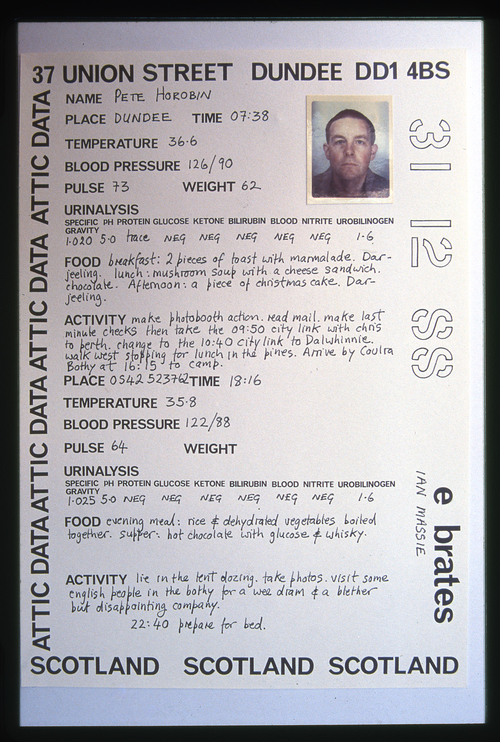 37 UNION STREET DUNDEE DD1 4BS
NAME PETE HOROBIN
PLACE DUNDEE TIME 07:38
TEMPERATURE 36.6
BLOOD PRESSURE 126/90
PULSE 73 WEIGHT 62
URINALYSIS
SPECIFIC PH PROTEIN GLUCOSE KETONE BILIRUBIN BLOOD NITRITE UROBILINOGEN
GRAVITY
1.020 5.0 trace NEG NEG NEG NEG NEG 1.6
FOOD breakfast: 2 pieces of toast with marmalade. Dar-
jeeling. lunch: mushroom soup with a cheese sandwich.
chocolate. Afternoon: a piece of christmas cake. Dar-
jeeling.
ACTIVITY make photobooth action. read mail. make last
minute checks then take the 09:50 city link with chris
to perth. change to the 10:40 city link to Dalwhinnie.
walk west stopping for lunch in the pines. Arrive by Coulra
Bothy at 16:15 to camp.
PLACE 0542 523762 TIME 18:16
TEMPERATURE 35.8
BLOOD PRESSURE 122/88
PULSE 64 WEIGHT
URINALYSIS
SPECIFIC PH PROTEIN GLUCOSE KETONE BILIRUBIN BLOOD NITRITE UROBILINOGEN
GRAVITY
1.025 5.0 NEG NEG NEG NEG NEG NEG 1.6
FOOD evening meal: rice & dehydrated vegetables boiled
together. supper: hot chocolate with glucose & whisky.
ACTIVITY lie in the tent dozing. take photos. visit some
english people in the bothy for a wee dram & a blether
but disappointing company.
22:40 prepare for bed.
SCOTLAND SCOTLAND SCOTLAND
ATTIC DATA ATTIC DATA ATTIC DATA ATTIC DATA ATTIC DATA
31 12 SS
e brates
IAN MASSIE